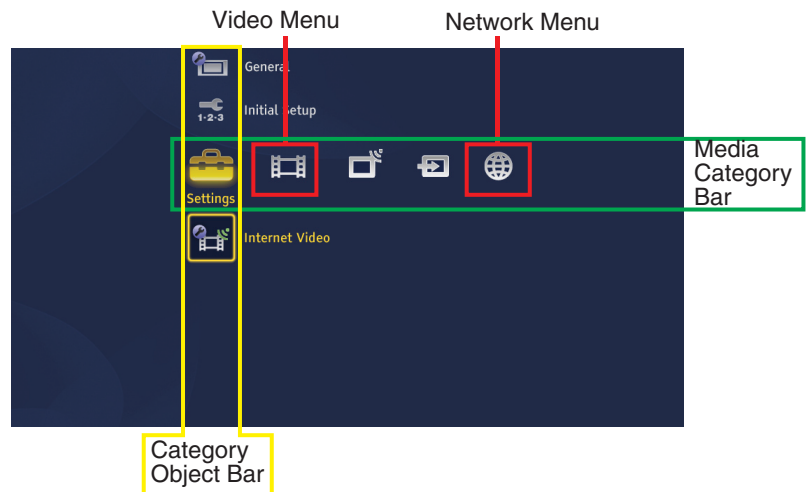 Video Menu
Network Menu
General
1-2-3
Initial Setup
Settings
Media
Category
Bar
Internet Video
Category
Object Bar